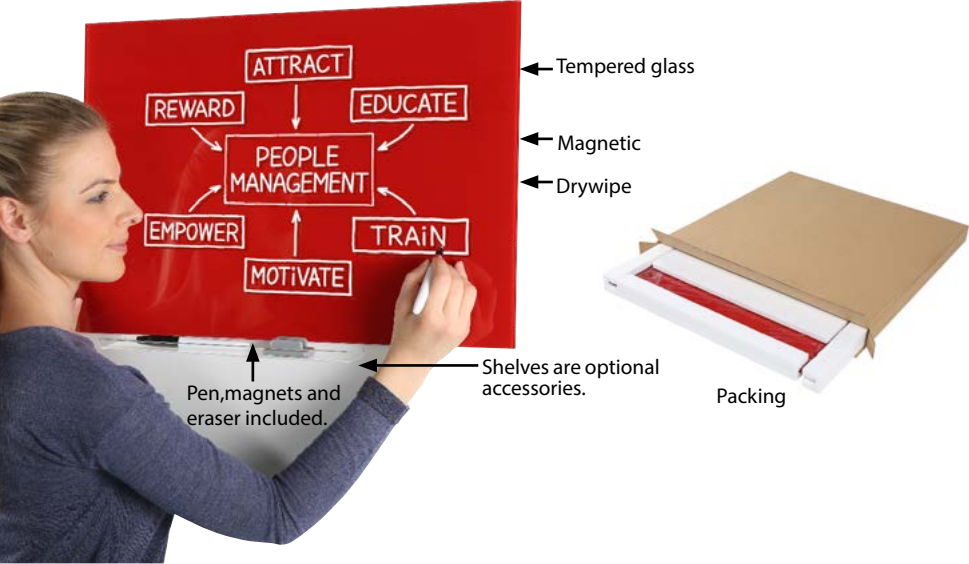 ATTRACT
REWARD
EDUCATE
PEOPLE
MANAGEMENT
EMPOWER
TRAiN
MOTiVATE
Tempered glass
Magnetic
Drywipe
Shelves are optional
accessories.
Pen,magnets and
eraser included.
Packing